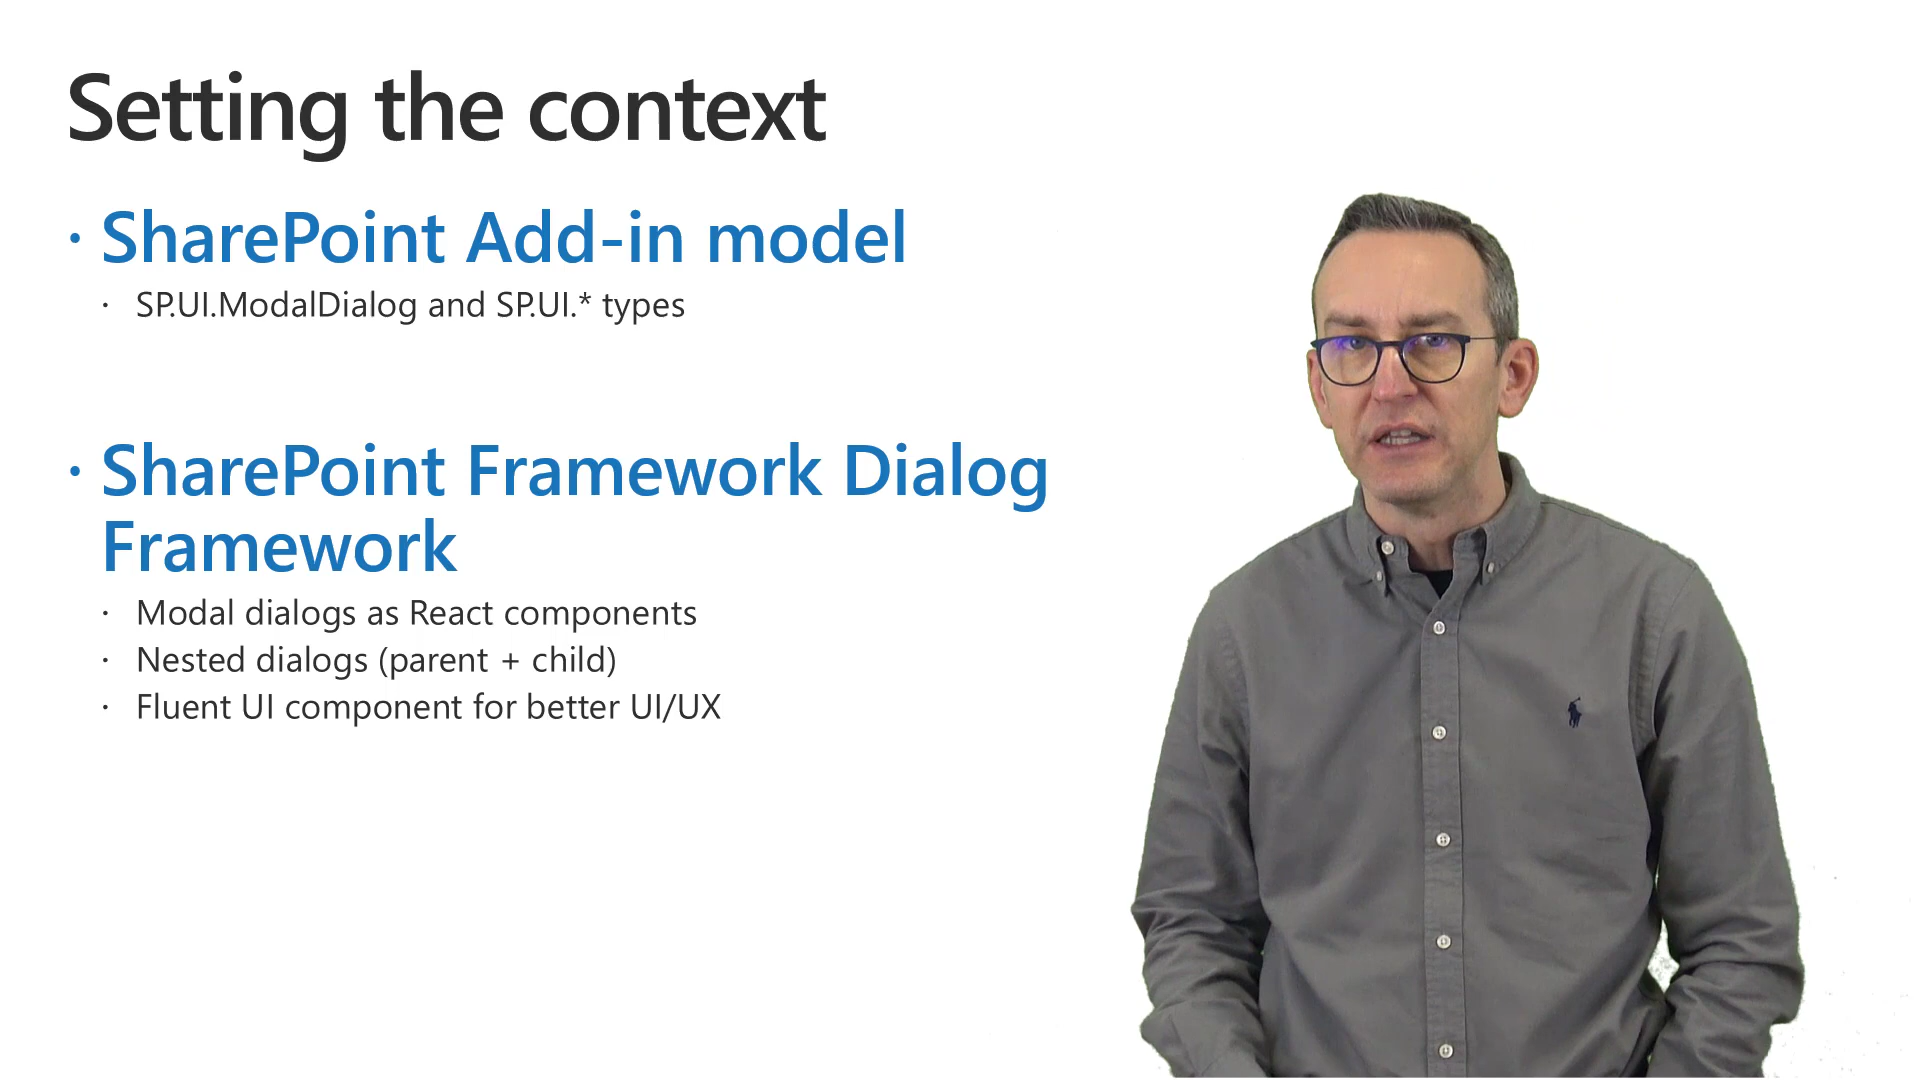 Setting the context
· SharePoint Add-in model
· SP.UI.ModalDialog and SP.UI.* types
· SharePoint Framework Dialog
Framework
· Modal dialogs as React components
· Nested dialogs (parent + child)
· Fluent UI component for better UI/UX